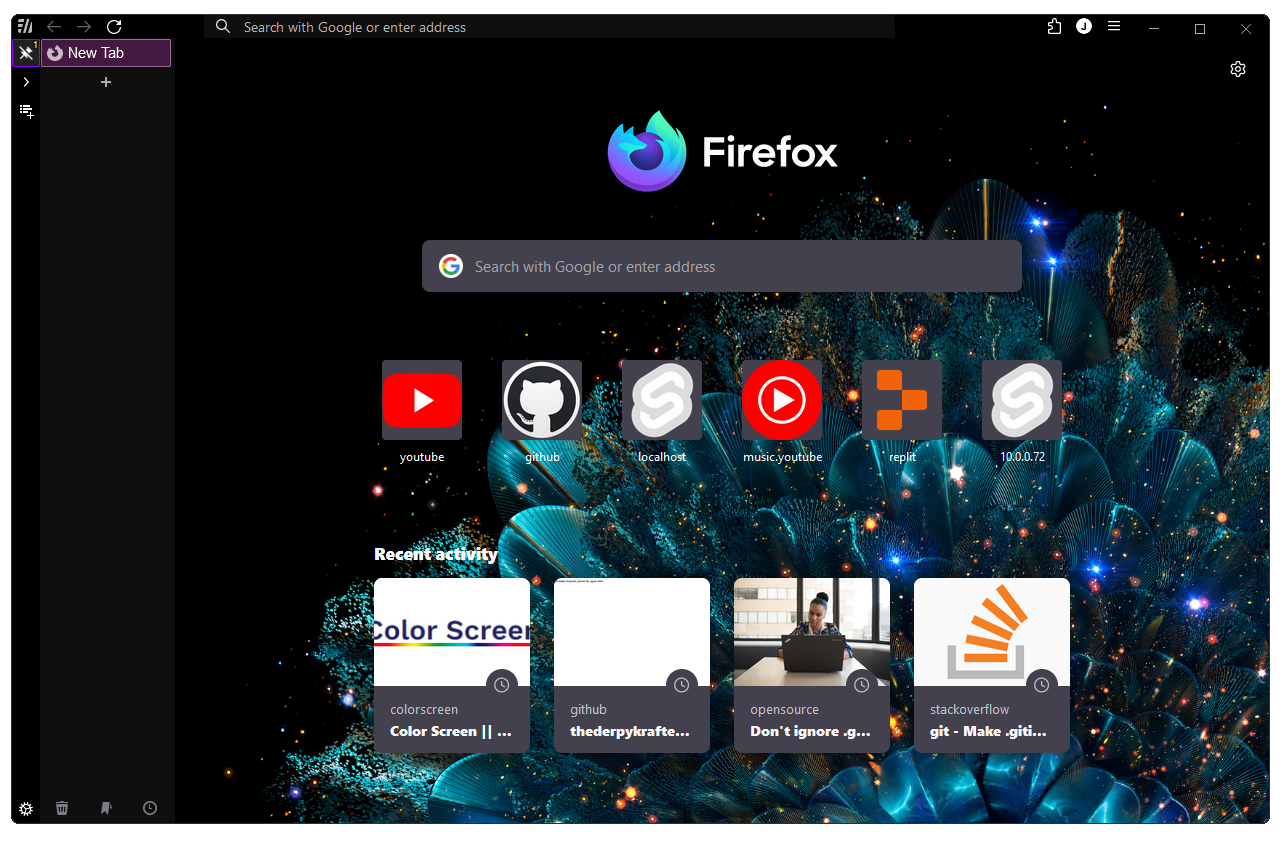 Search with Google or enter address
J
1
New Tab
Firefox
Search with Google or enter address
youtube
github
localhost
music.youtube
replit
10.0.0.72
Recent activity
Color Screen
colorscreen
Color Screen || ...
github
thederpykrafte...
opensource
Don't ignore .g...
stackoverflow
git - Make .giti...